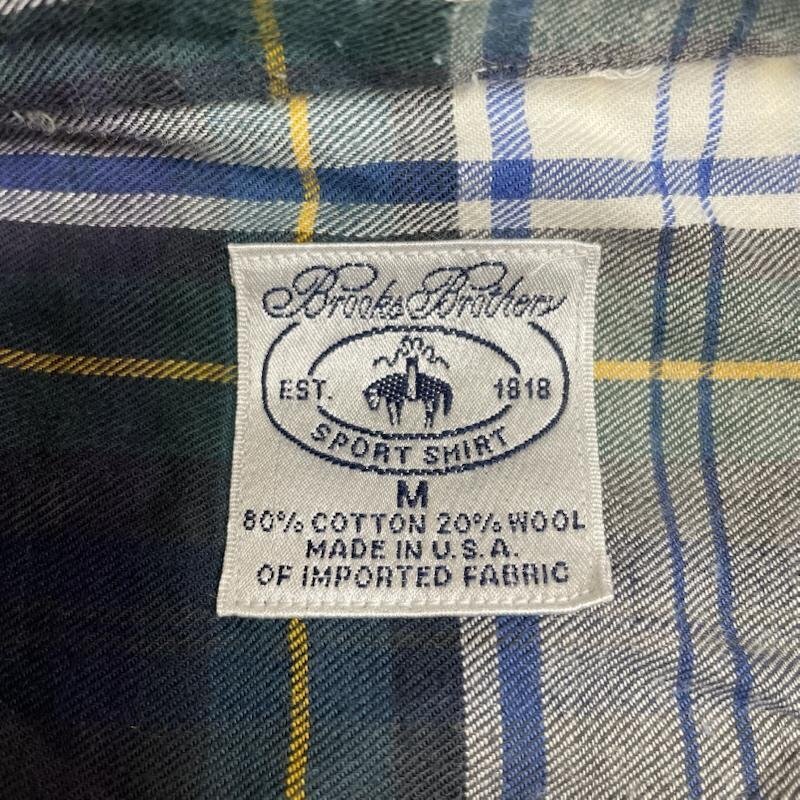 Brooks Brothers
EST. 1818
SPORT SHIRT
M
80% COTTON 20% WOOL
MADE IN U.S.A.
OF IMPORTED FABRIC